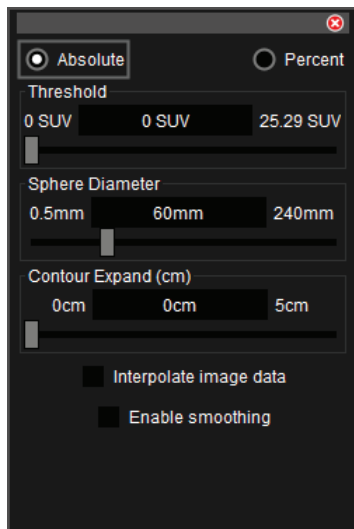 Absolute Percent
Threshold
0 SUV 0 SUV 25.29 SUV
Sphere Diameter
0.5mm 60mm 240mm
Contour Expand (cm)
0cm 0cm 5cm
Interpolate image data
Enable smoothing